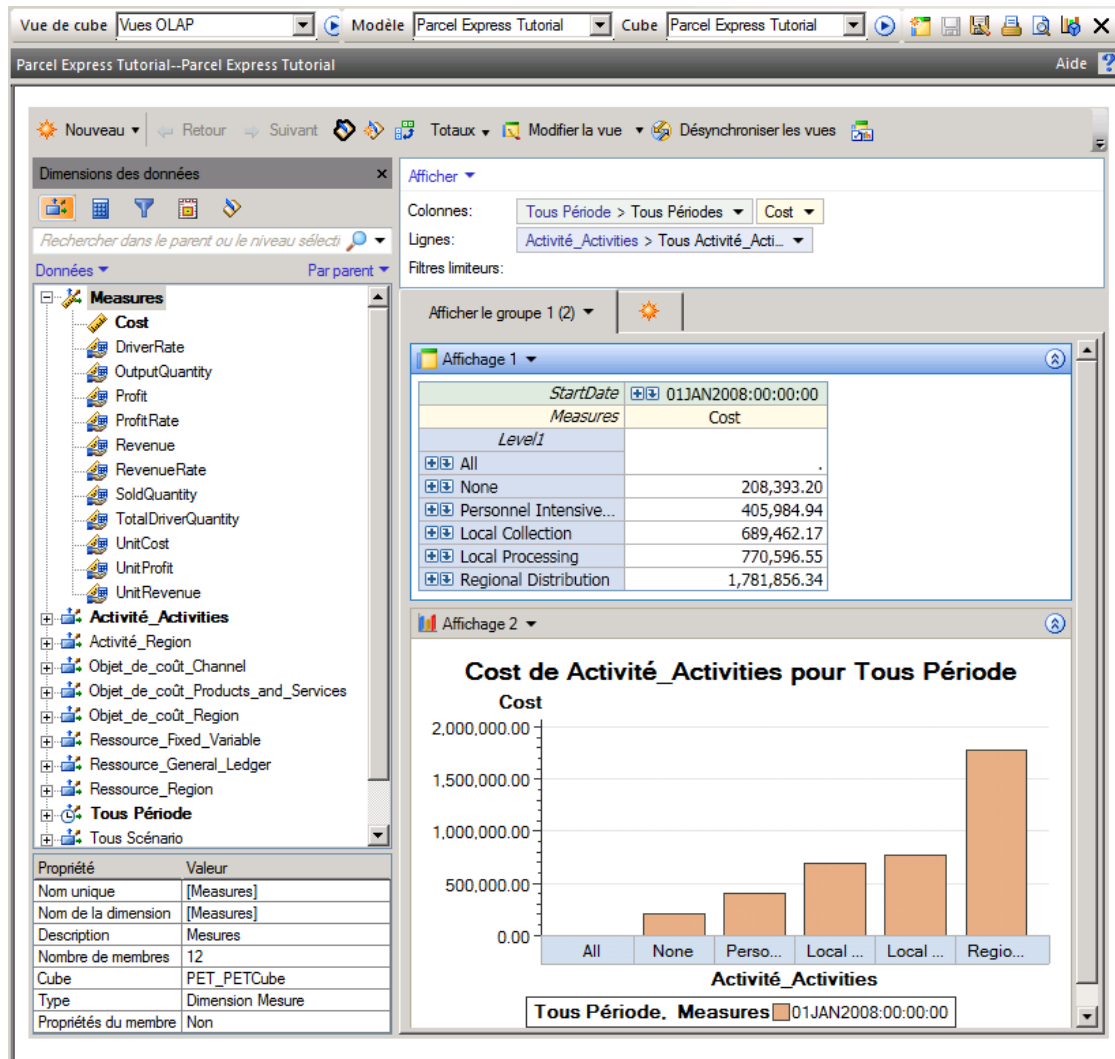 Vue de cube Vues OLAP Modèle Parcel Express Tutorial Cube Parcel Express Tutorial
Parcel Express Tutorial--Parcel Express Tutorial Aide ?
Nouveau Retour Suivant Totaux Modifier la vue Désynchroniser les vues
Dimensions des données
Rechercher dans le parent ou le niveau sélecti
Données Par parent
Measures
Cost
DriverRate
OutputQuantity
Profit
ProfitRate
Revenue
RevenueRate
SoldQuantity
TotalDriverQuantity
UnitCost
UnitProfit
UnitRevenue
Activité_Activities
Activité_Region
Objet_de_coût_Channel
Objet_de_coût_Products_and_Services
Objet_de_coût_Region
Ressource_Fixed_Variable
Ressource_General_Ledger
Ressource_Region
Tous Période
Tous Scénario
Propriété Valeur
Nom unique [Measures]
Nom de la dimension [Measures]
Description Mesures
Nombre de membres 12
Cube PET_PETCube
Type Dimension Mesure
Propriétés du membre Non
Afficher
Colonnes: Tous Période > Tous Périodes Cost
Lignes: Activité_Activities > Tous Activité_Acti...
Filtres limiteurs:
Afficher le groupe 1 (2)
Affichage 1
StartDate 01JAN2008:00:00:00
Measures Cost
Level1
All .
None 208,393.20
Personnel Intensive... 405,984.94
Local Collection 689,462.17
Local Processing 770,596.55
Regional Distribution 1,781,856.34
Affichage 2
Cost de Activité_Activities pour Tous Période
Cost
2,000,000.00
1,500,000.00
1,000,000.00
500,000.00
0.00
All None Perso... Local ... Local ... Regio...
Activité_Activities
Tous Période, Measures 01JAN2008:00:00:00